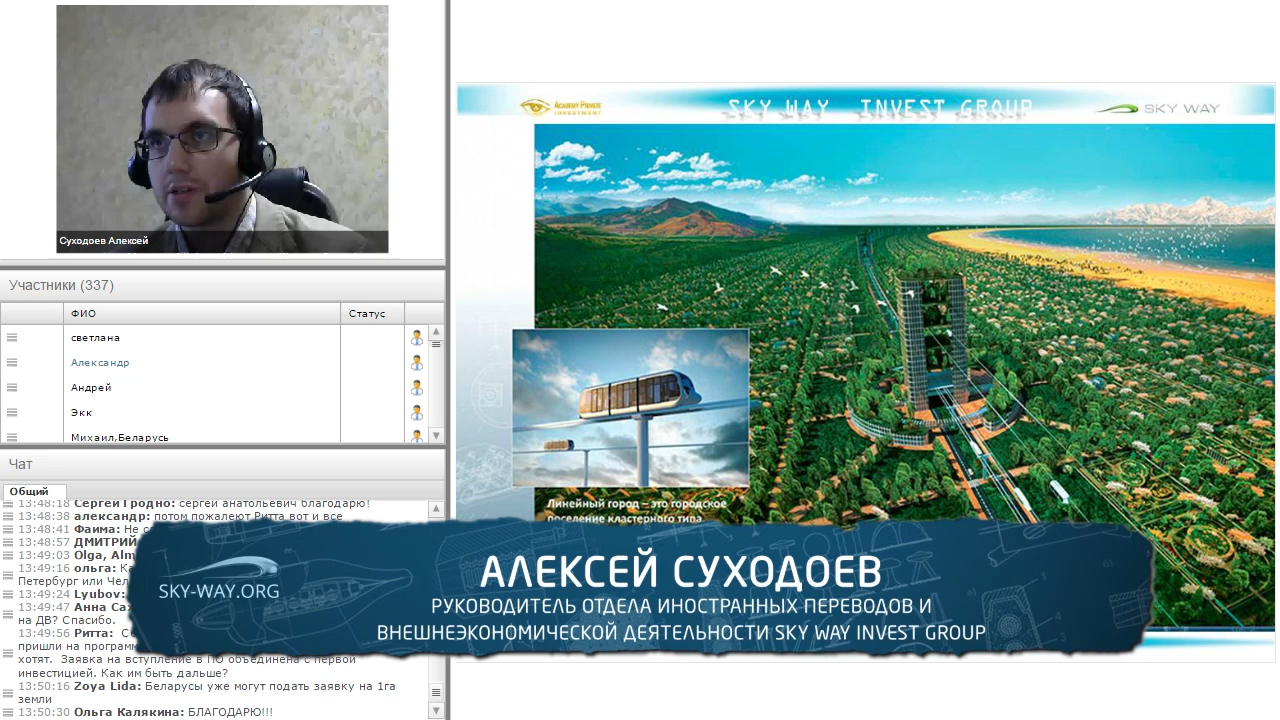 Суходоев Алексей
Участники (337)
ФИО
Статус
светлана
Александр
Андрей
Экк
Михаил,Беларусь
Чат
Общий
13:48:18 Сергей Гродно: сергей анатольевич благодарю!
13:48:38 александр: потом пожалеют Ритта вот и все
13:48:41 Фаима: Не
13:48:57 ДМИТРИЙ
13:49:03 Olga,
13:49:16 ольга:
Петербург или
13:49:24 Lyubov:
13:49:47 Анна
на ДВ? Спасибо.
13:49:56 Ритта:
пришли на
хотят. Заявка на вступление в ПО объединена с первой
инвестицией. Как им быть дальше?
13:50:16 Zoya Lida: Беларусы уже могут подать заявку на 1га
земли
13:50:30 Ольга Калякина: БЛАГОДАРЮ!!!
ACADEMY PRIVATE
INVESTMENT
SKY WAY INVEST GROUP
SKY WAY
Линейный город – это городское
поселение кластерного типа
SKY-WAY.ORG
АЛЕКСЕЙ СУХОДОЕВ
РУКОВОДИТЕЛЬ ОТДЕЛА ИНОСТРАННЫХ ПЕРЕВОДОВ И
ВНЕШНЕЭКОНОМИЧЕСКОЙ ДЕЯТЕЛЬНОСТИ SKY WAY INVEST GROUP